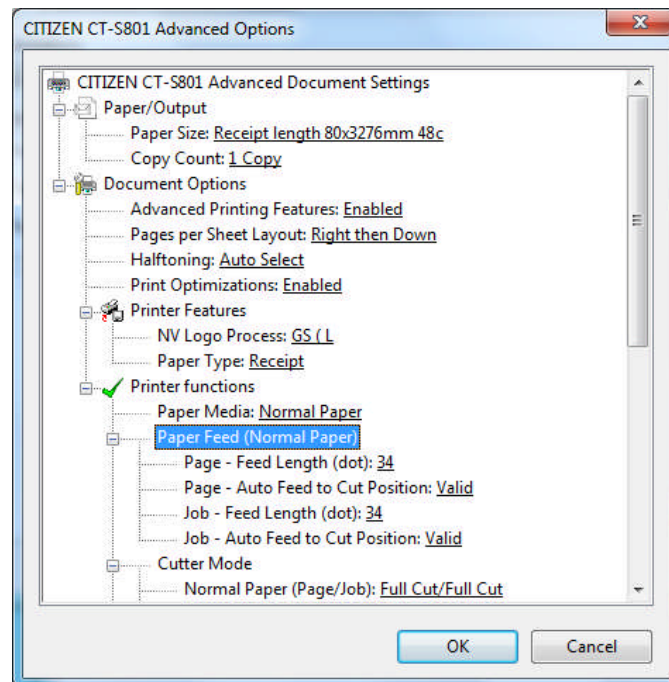 CITIZEN CT-S801 Advanced Options
CITIZEN CT-S801 Advanced Document Settings
Paper/Output
Paper Size: Receipt length 80x3276mm 48c
Copy Count: 1 Copy
Document Options
Advanced Printing Features: Enabled
Pages per Sheet Layout: Right then Down
Halftoning: Auto Select
Print Optimizations: Enabled
Printer Features
NV Logo Process: GS ( L
Paper Type: Receipt
Printer functions
Paper Media: Normal Paper
Paper Feed (Normal Paper)
Page - Feed Length (dot): 34
Page - Auto Feed to Cut Position: Valid
Job - Feed Length (dot): 34
Job - Auto Feed to Cut Position: Valid
Cutter Mode
Normal Paper (Page/Job): Full Cut/Full Cut
OK Cancel